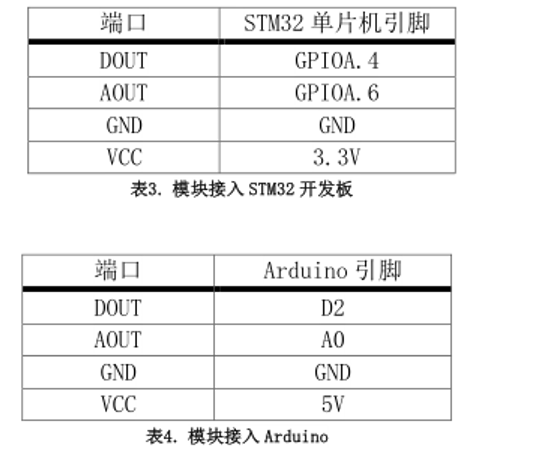 端口 STM32 单片机引脚
DOUT GPIOA.4
AOUT GPIOA.6
GND GND
VCC 3.3V
表3. 模块接入 STM32 开发板
端口 Arduino 引脚
DOUT D2
AOUT A0
GND GND
VCC 5V
表4. 模块接入 Arduino